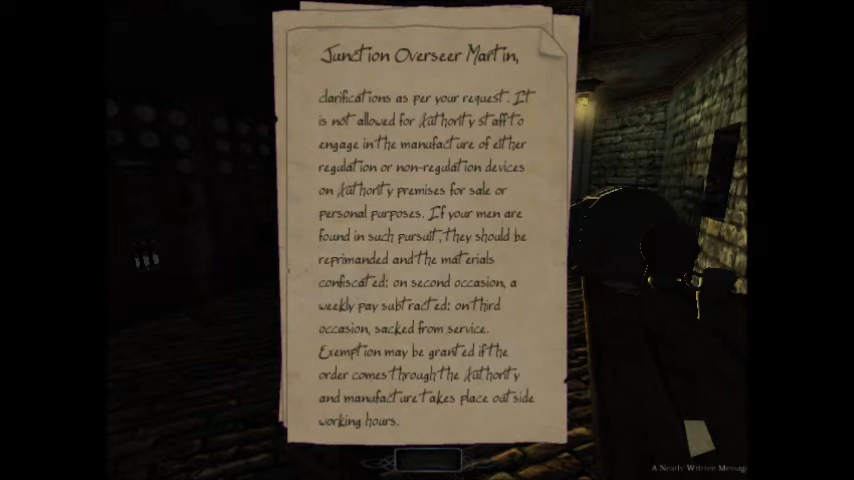 Junction Overseer Martin,
clarifications as per your request. It
is not allowed for Authority staff to
engage in the manufacture of either
regulation or non-regulation devices
on Authority premises for sale or
personal purposes. If your men are
found in such pursuit, they should be
reprimanded and the materials
confiscated: on second occasion, a
weekly pay subtracted: on third
occasion, sacked from service.
Exemption may be granted if the
order comes through the Authority
and manufacture takes place outside
working hours.
A Nearly Written Message